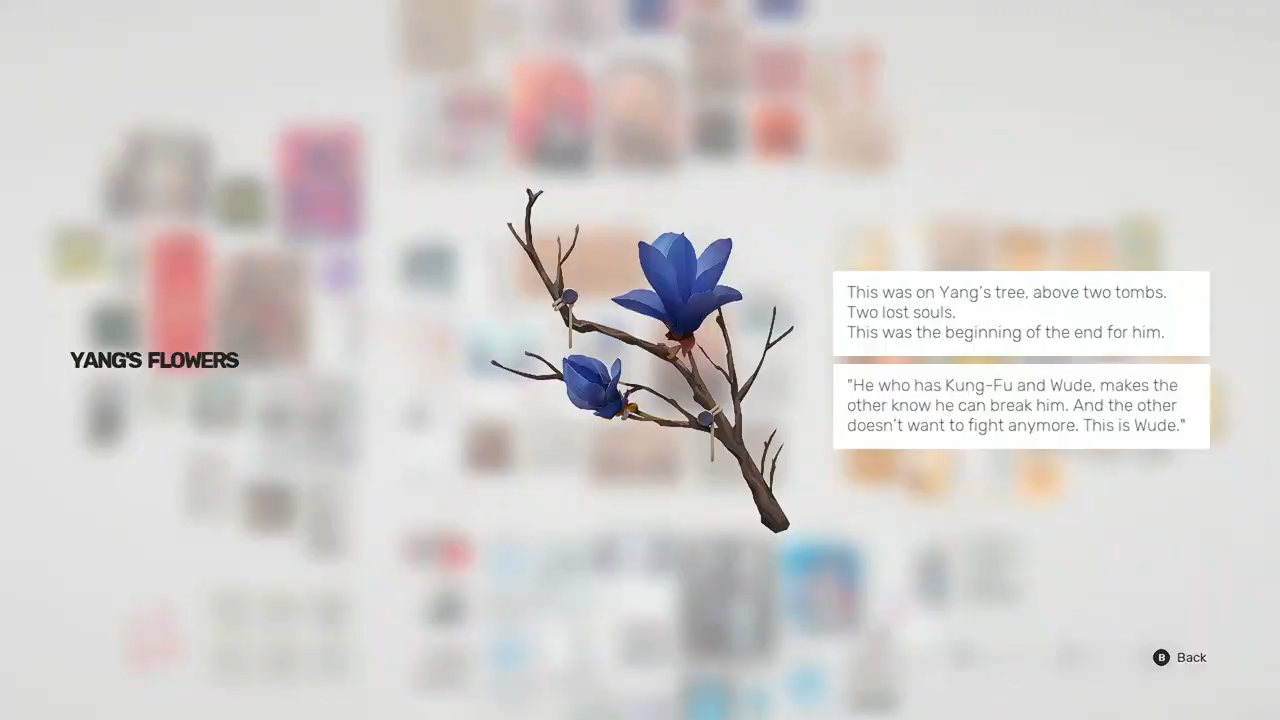 YANG'S FLOWERS
This was on Yang's tree, above two tombs.
Two lost souls.
This was the beginning of the end for him.
"He who has Kung-Fu and Wude, makes the
other know he can break him. And the other
doesn't want to fight anymore. This is Wude."
B Back